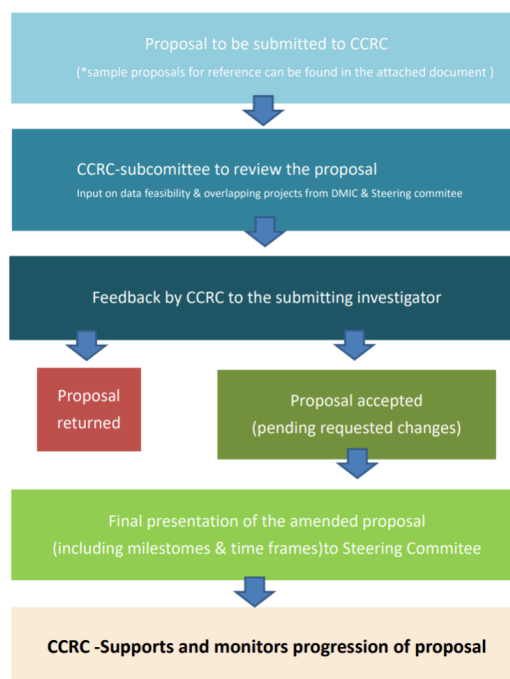 Proposal to be submitted to CCRC
(*sample proposals for reference can be found in the attached document )
CCRC-subcomittee to review the proposal
Input on data feasibility & overlapping projects from DMIC & Steering commitee
Feedback by CCRC to the submitting investigator
Proposal
returned
Proposal accepted
(pending requested changes)
Final presentation of the amended proposal
(including milestomes & time frames)to Steering Commitee
CCRC -Supports and monitors progression of proposal